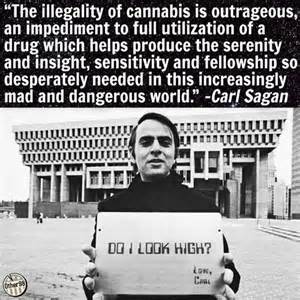 “The illegality of cannabis is outrageous,
an impediment to full utilization of a
drug which helps produce the serenity
and insight, sensitivity and fellowship so
desperately needed in this increasingly
mad and dangerous world.” -Carl Sagan
DO I LOOK HIGH?
Love,
Carl
Other98